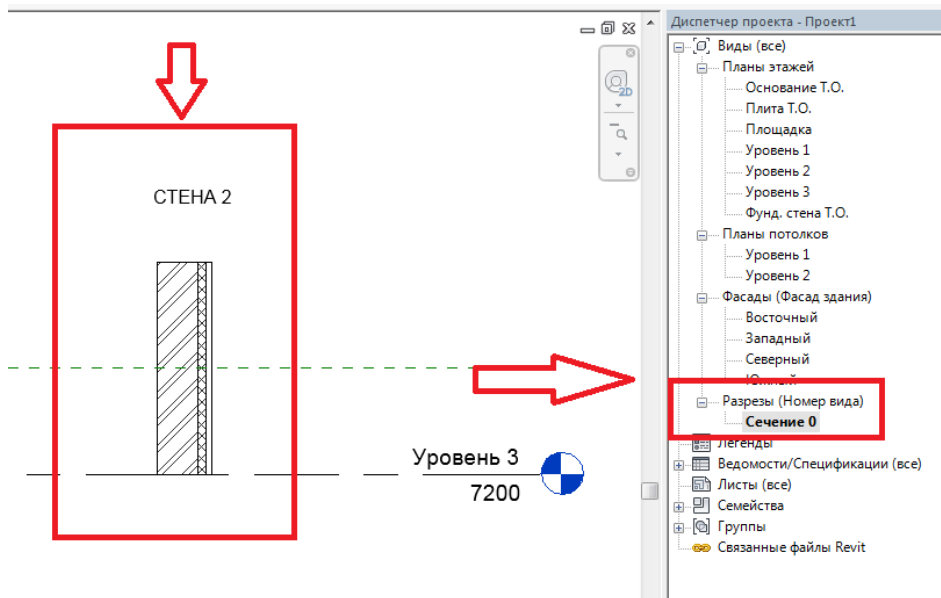 СТЕНА 2
Уровень 3
7200
2D
Диспетчер проекта - Проект1
Виды (все)
Планы этажей
Основание Т.О.
Плита Т.О.
Площадка
Уровень 1
Уровень 2
Уровень 3
Фунд. стена Т.О.
Планы потолков
Уровень 1
Уровень 2
Фасады (Фасад здания)
Восточный
Западный
Северный
Южный
Разрезы (Номер вида)
Сечение 0
Легенды
Ведомости/Спецификации (все)
Листы (все)
Семейства
Группы
Связанные файлы Revit